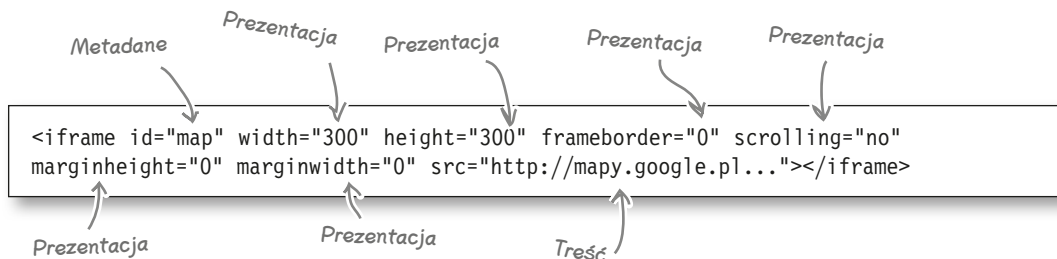 Metadane
Prezentacja
Prezentacja
Prezentacja
Prezentacja
<iframe id="map" width="300" height="300" frameborder="0" scrolling="no"
marginheight="0" marginwidth="0" src="http://mapy.google.pl..."></iframe>
Prezentacja
Prezentacja
Treść